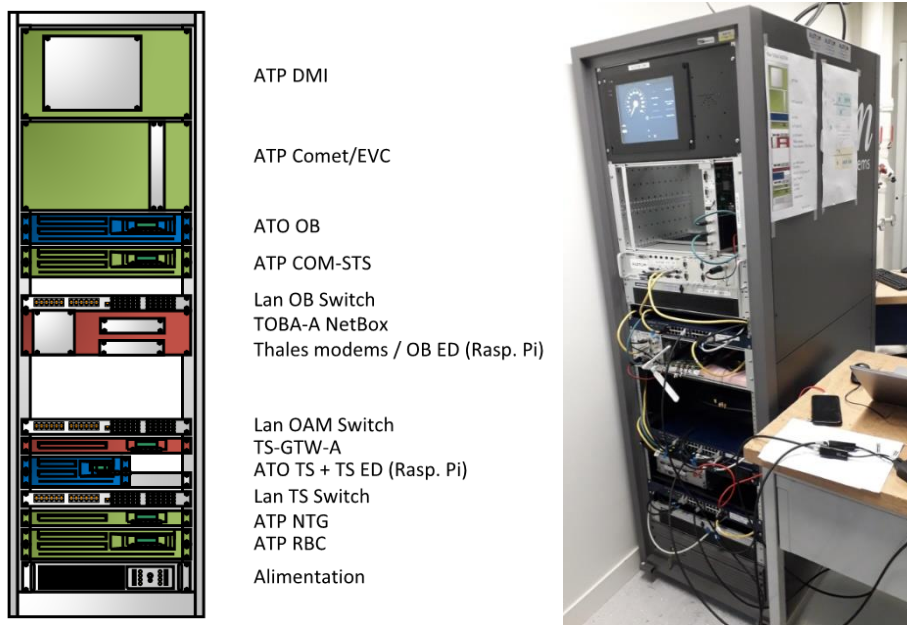 ATP DMI
ATP Comet/EVC
ATO OB
ATP COM-STS
Lan OB Switch
TOBA-A NetBox
Thales modems / OB ED (Rasp. Pi)
Lan OAM Switch
TS-GTW-A
ATO TS + TS ED (Rasp. Pi)
Lan TS Switch
ATP NTG
ATP RBC
Alimentation